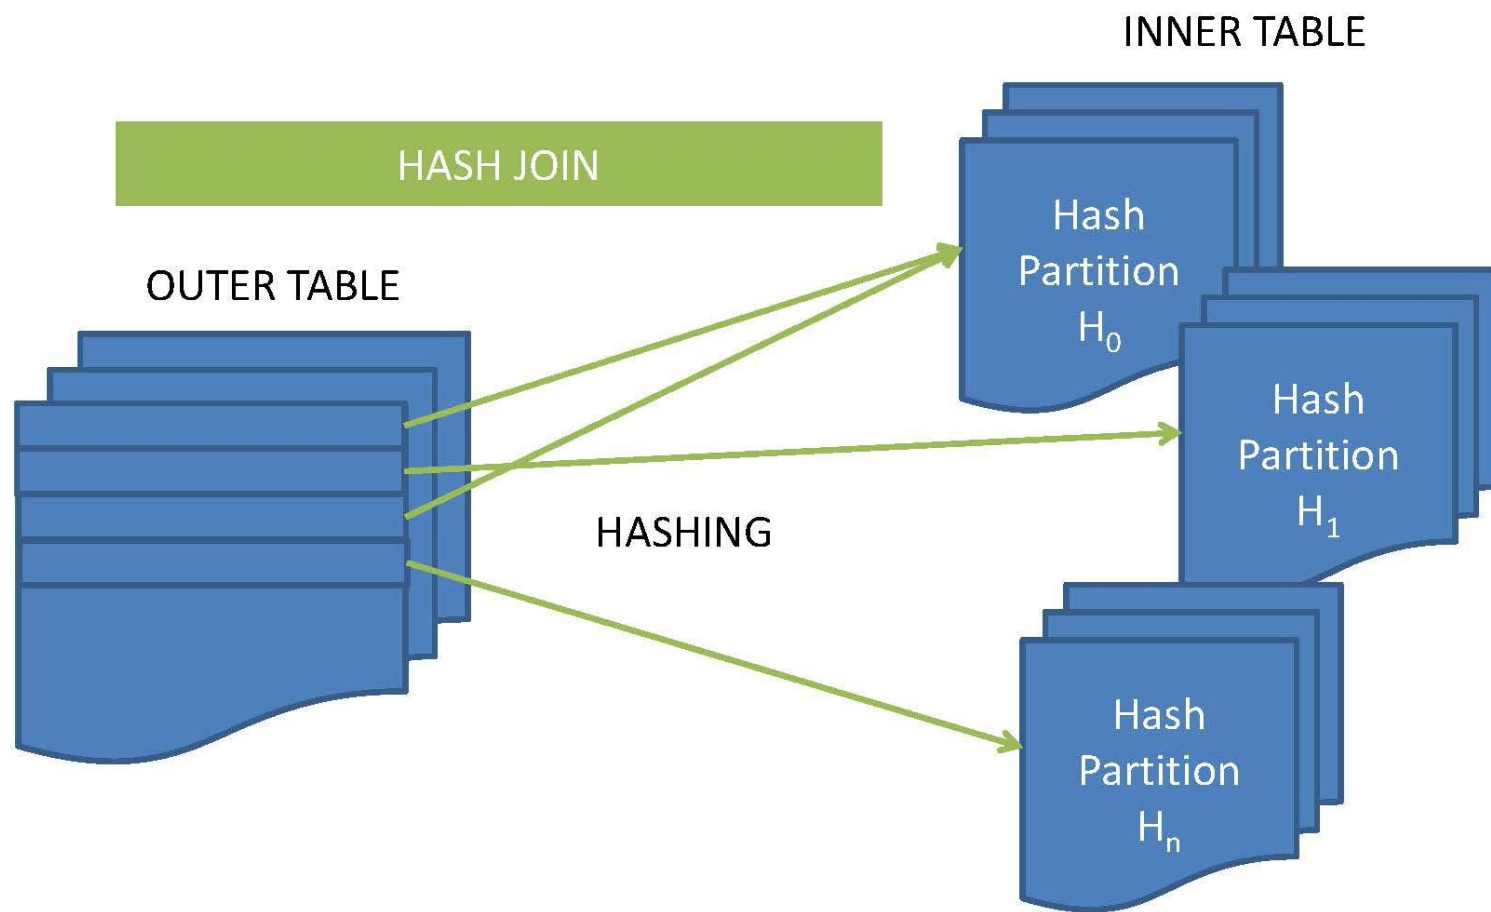 INNER TABLE
HASH JOIN
OUTER TABLE
Hash
Partition
H₀
Hash
Partition
H₁
HASHING
Hash
Partition
Hₙ